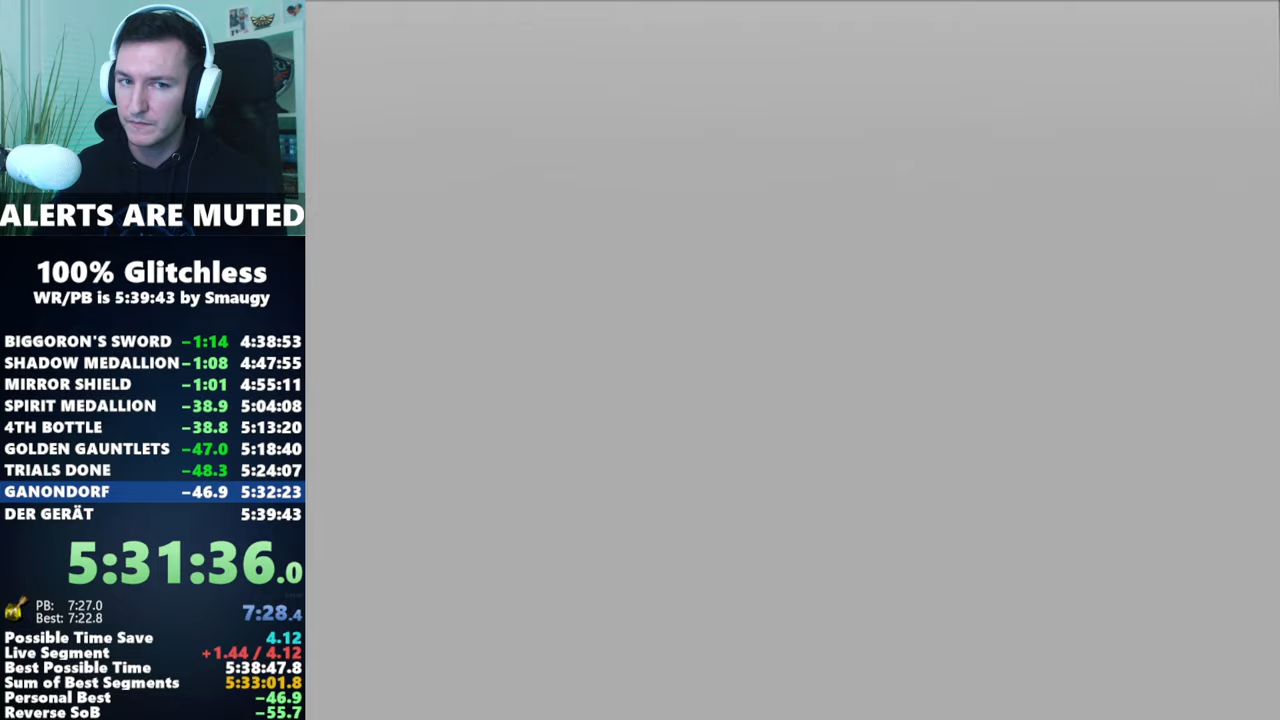 ALERTS ARE MUTED
100% Glitchless
WR/PB is 5:39:43 by Smaugy
BIGGORON'S SWORD −1:14 4:38:53
SHADOW MEDALLION −1:08 4:47:55
MIRROR SHIELD −1:01 4:55:11
SPIRIT MEDALLION −38.9 5:04:08
4TH BOTTLE −38.8 5:13:20
GOLDEN GAUNTLETS −47.0 5:18:40
TRIALS DONE −48.3 5:24:07
GANONDORF −46.9 5:32:23
DER GERÄT 5:39:43
5:31:36.0
PB: 7:27.0
Best: 7:22.8
7:28.4
Possible Time Save 4.12
Live Segment +1.44 / 4.12
Best Possible Time 5:38:47.8
Sum of Best Segments 5:33:01.8
Personal Best −46.9
Reverse SoB −55.7